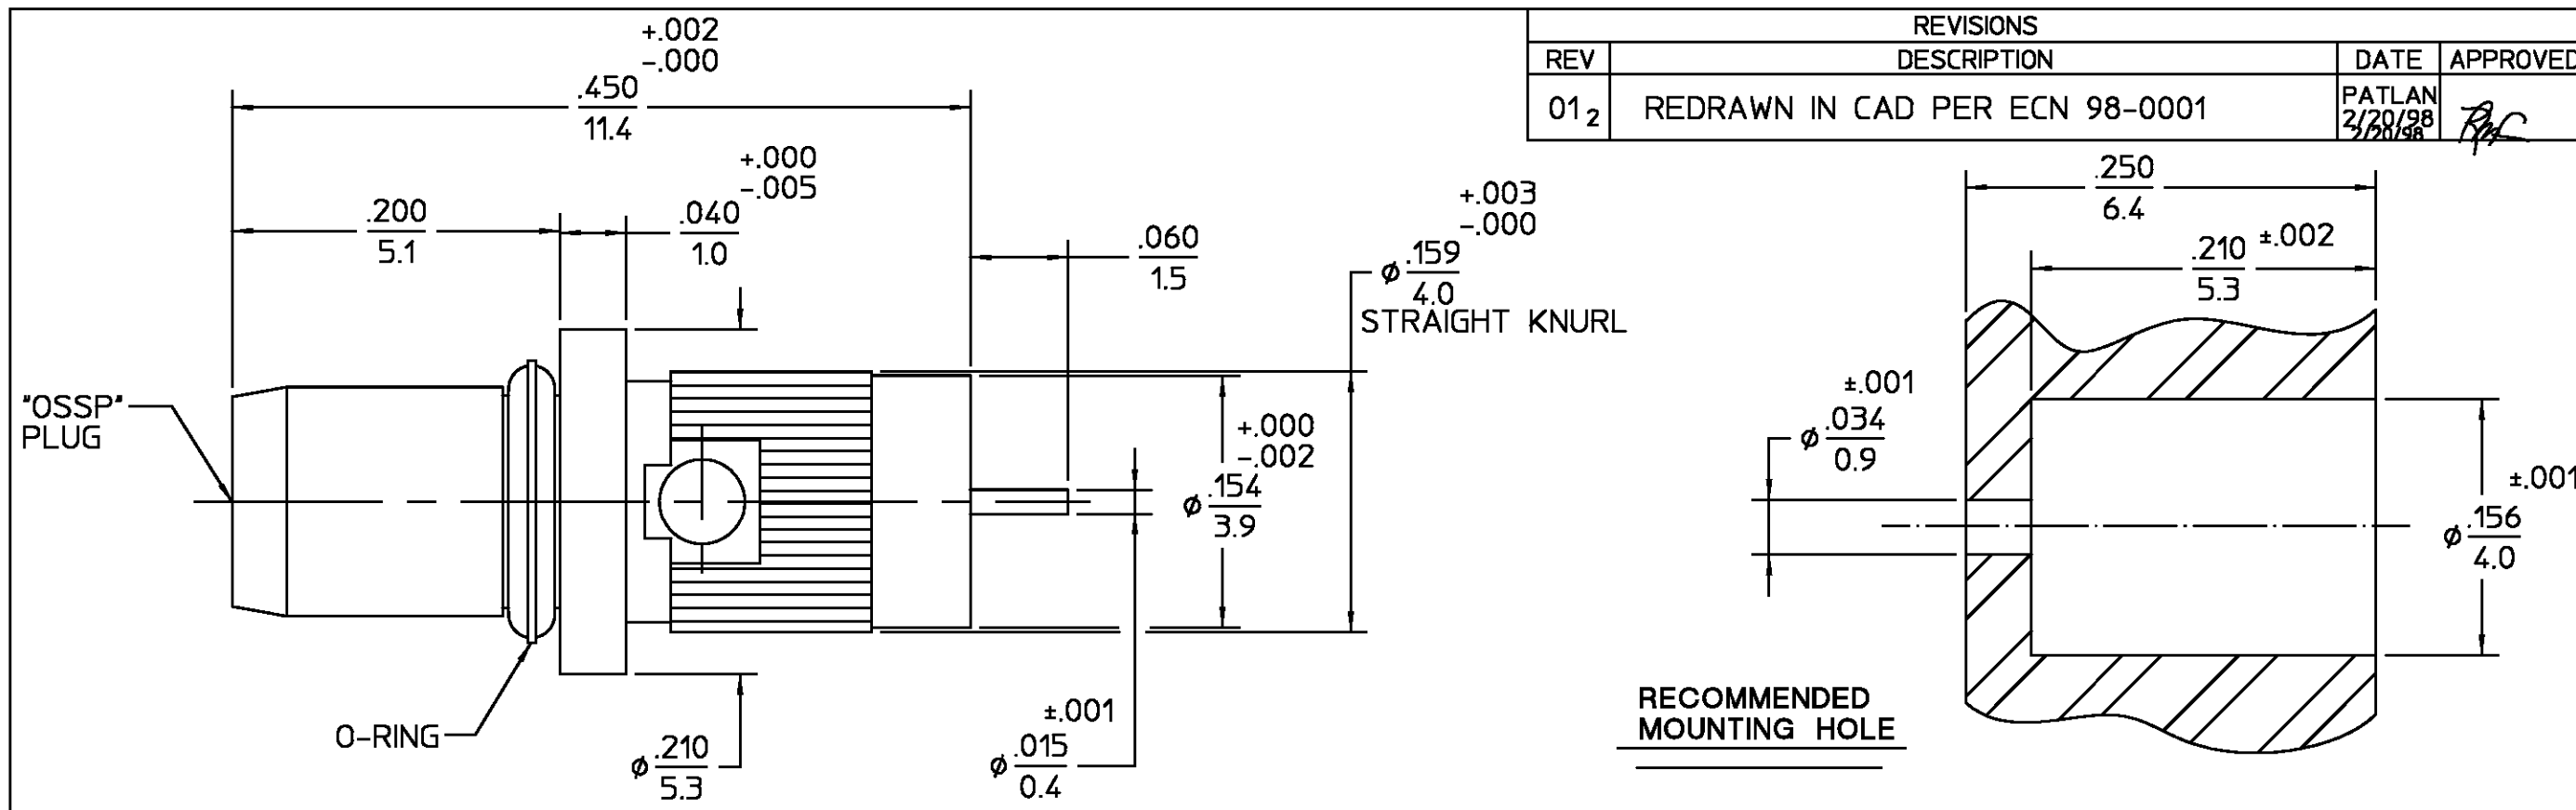 REVISIONS
REV DESCRIPTION DATE APPROVED
01 2 REDRAWN IN CAD PER ECN 98-0001 PATLAN
2/20/98
2/20/98
+.002
-.000
.450
11.4
+.000
-.005
.200
5.1
.040
1.0
.060
1.5
+.003
-.000
ø .159
4.0
STRAIGHT KNURL
"OSSP"
PLUG
+.000
-.002
ø .154
3.9
O-RING
ø .210
5.3
±.001
ø .015
0.4
.250
6.4
.210 ±.002
5.3
±.001
ø .034
0.9
±.001
ø .156
4.0
RECOMMENDED
MOUNTING HOLE